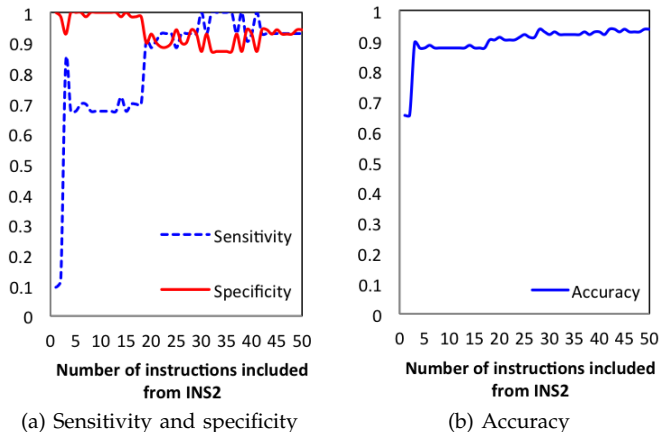 1
0.9
0.8
0.7
0.6
0.5
0.4
0.3
0.2
0.1
0
Sensitivity
Specificity
0 5 10 15 20 25 30 35 40 45 50
Number of instructions included
from INS2
(a) Sensitivity and specificity
1
0.9
0.8
0.7
0.6
0.5
0.4
0.3
0.2
0.1
0
Accuracy
0 5 10 15 20 25 30 35 40 45 50
Number of instructions included
from INS2
(b) Accuracy